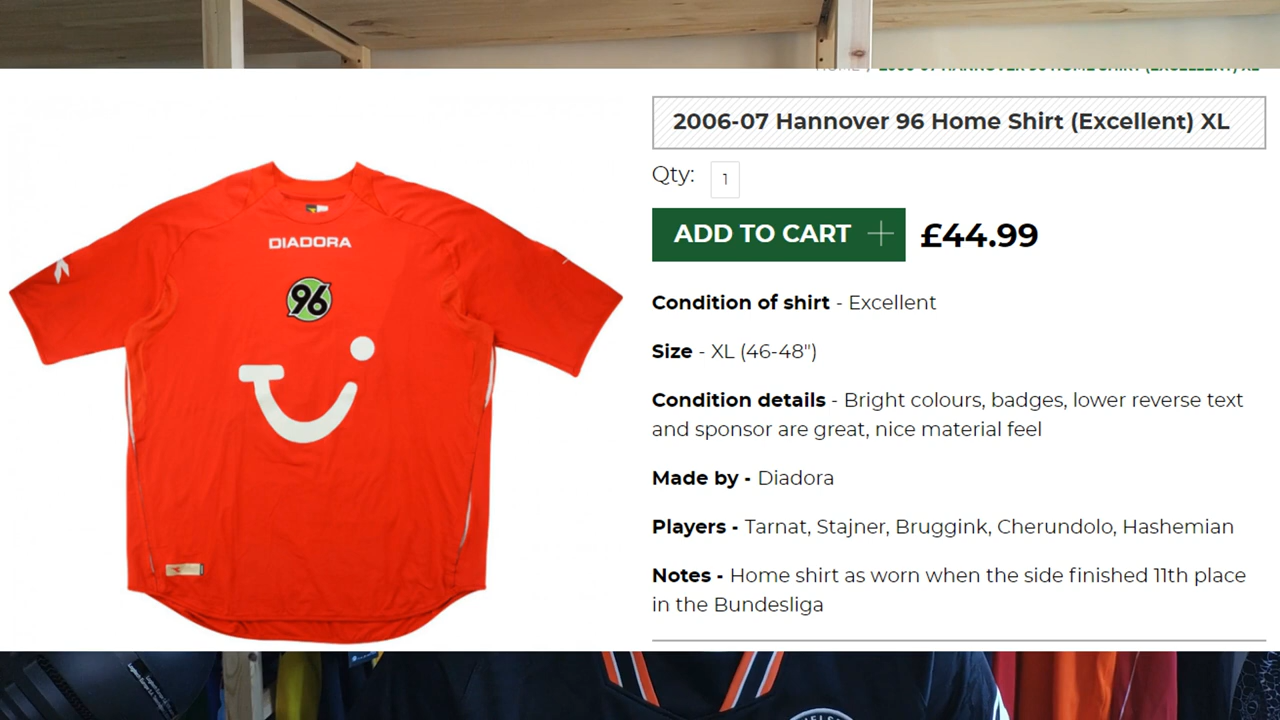 2006-07 Hannover 96 Home Shirt (Excellent) XL
Qty: 1
ADD TO CART + £44.99
Condition of shirt - Excellent
Size - XL (46-48")
Condition details - Bright colours, badges, lower reverse text
and sponsor are great, nice material feel
Made by - Diadora
Players - Tarnat, Stajner, Bruggink, Cherundolo, Hashemian
Notes - Home shirt as worn when the side finished 11th place
in the Bundesliga
DIADORA
96